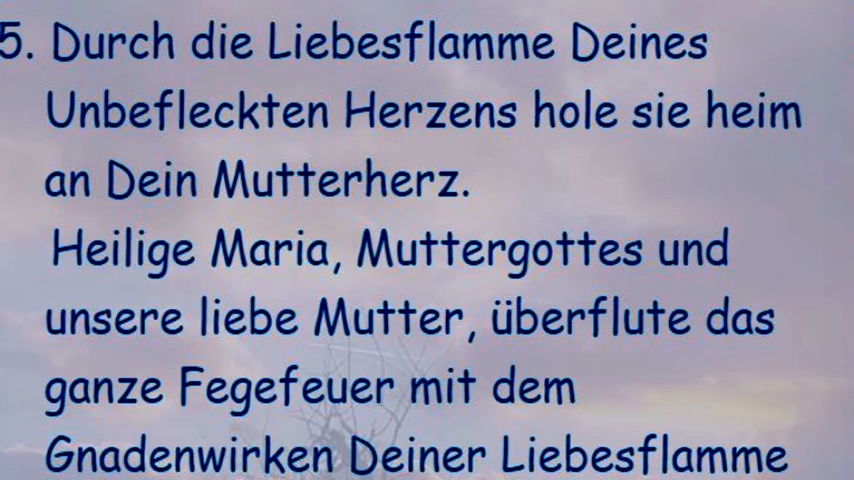 5. Durch die Liebesflamme Deines
Unbefleckten Herzens hole sie heim
an Dein Mutterherz.
Heilige Maria, Muttergottes und
unsere liebe Mutter, überflute das
ganze Fegefeuer mit dem
Gnadenwirken Deiner Liebesflamme